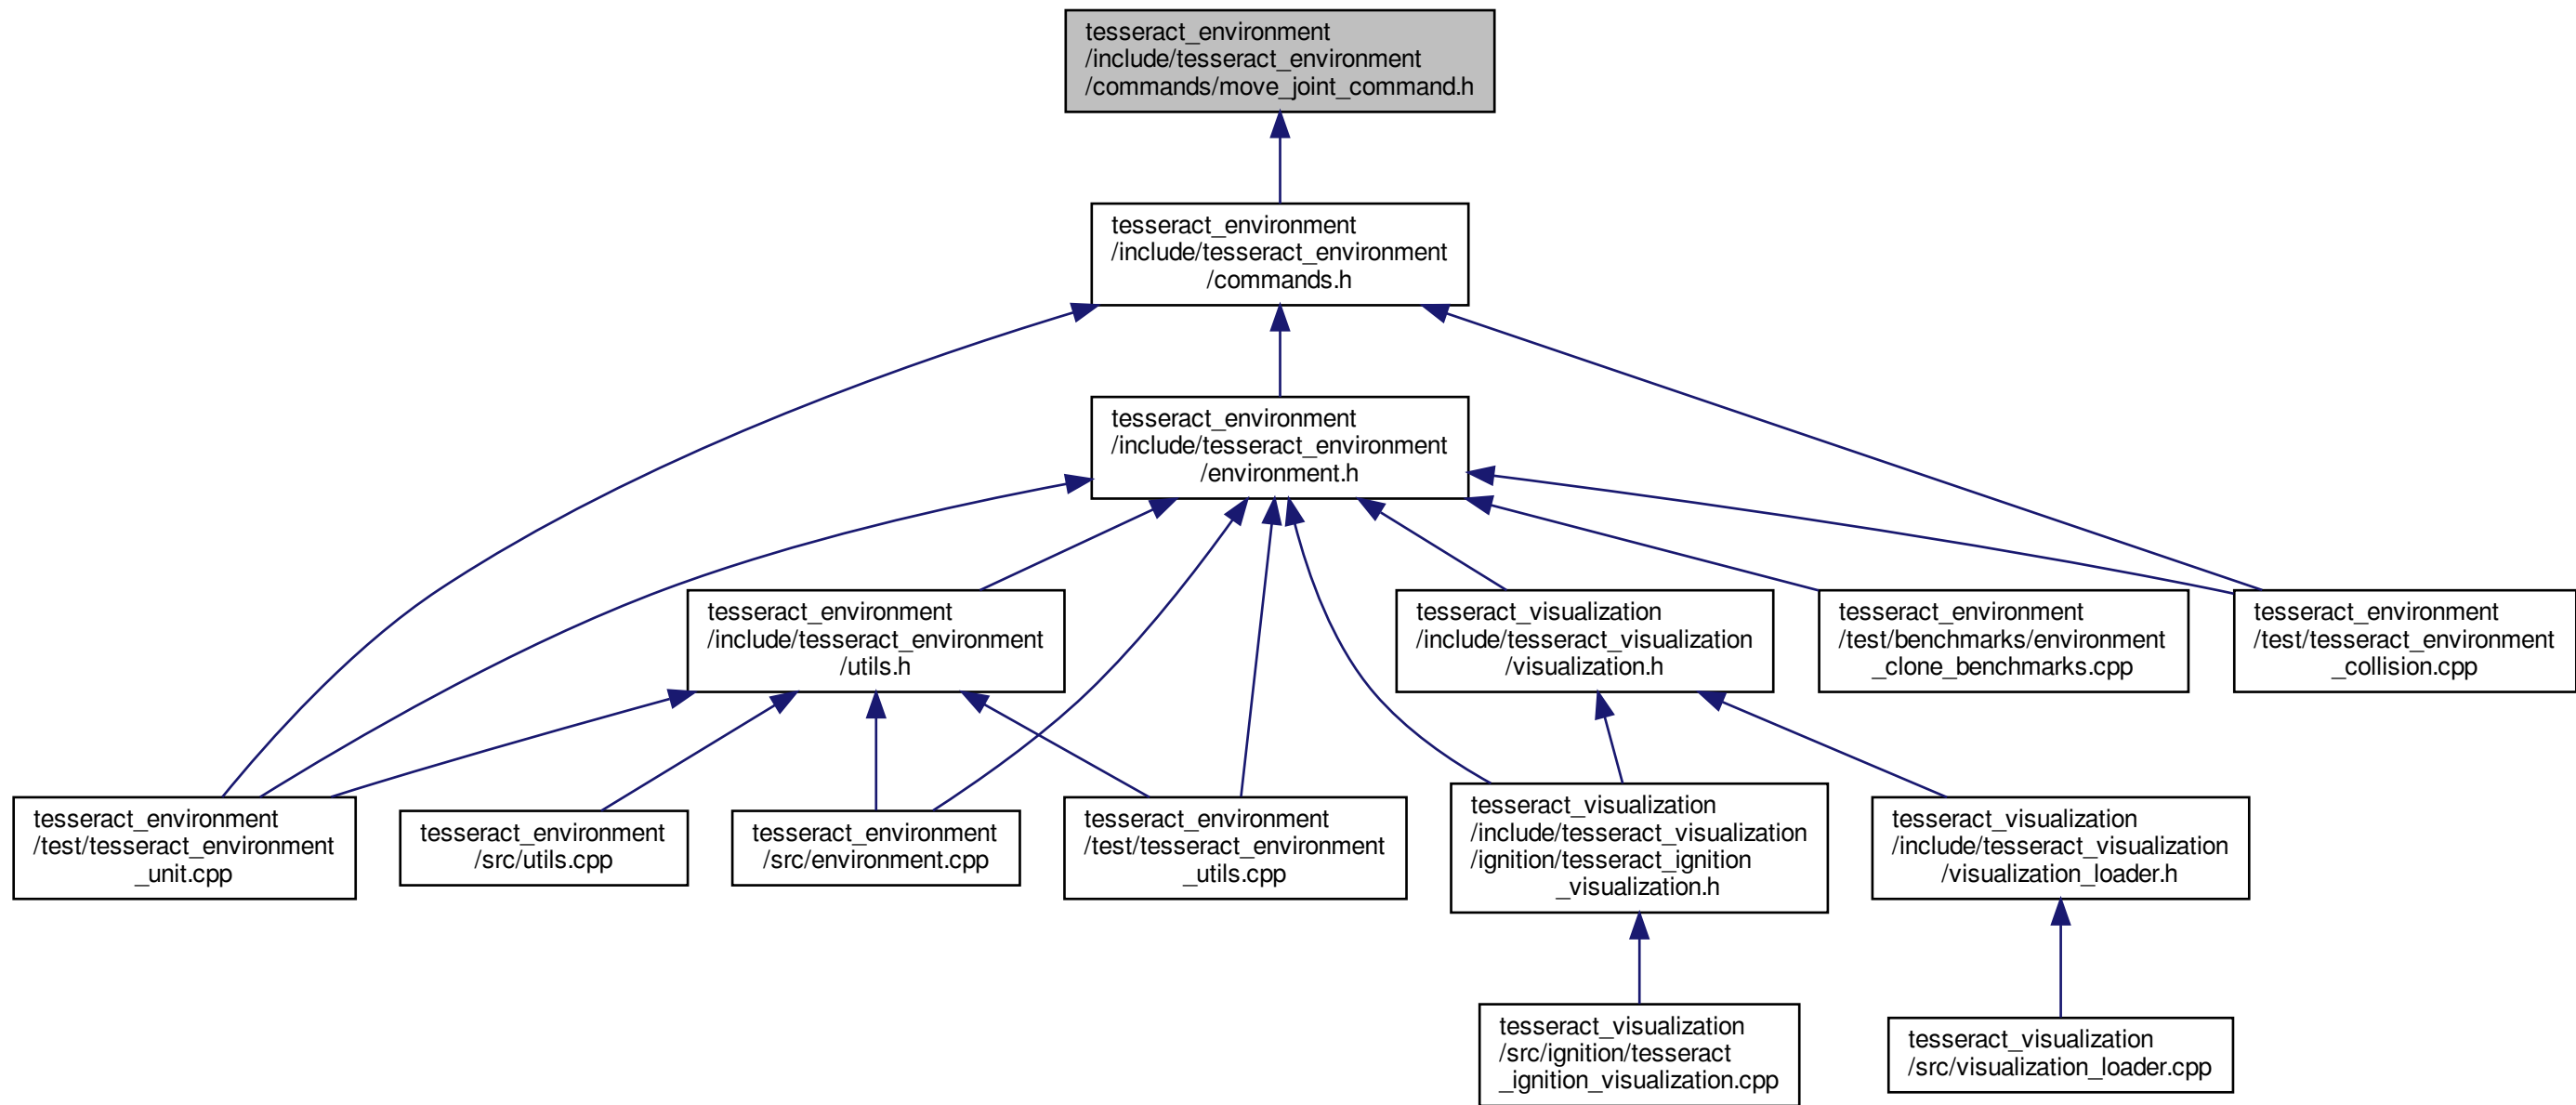 tesseract_environment
/include/tesseract_environment
/commands/move_joint_command.h
tesseract_environment
/include/tesseract_environment
/commands.h
tesseract_environment
/include/tesseract_environment
/environment.h
tesseract_environment
/include/tesseract_environment
/utils.h
tesseract_visualization
/include/tesseract_visualization
/visualization.h
tesseract_environment
/test/benchmarks/environment
_clone_benchmarks.cpp
tesseract_environment
/test/tesseract_environment
_collision.cpp
tesseract_environment
/test/tesseract_environment
_unit.cpp
tesseract_environment
/src/utils.cpp
tesseract_environment
/src/environment.cpp
tesseract_environment
/test/tesseract_environment
_utils.cpp
tesseract_visualization
/include/tesseract_visualization
/ignition/tesseract_ignition
_visualization.h
tesseract_visualization
/include/tesseract_visualization
/visualization_loader.h
tesseract_visualization
/src/ignition/tesseract
_ignition_visualization.cpp
tesseract_visualization
/src/visualization_loader.cpp